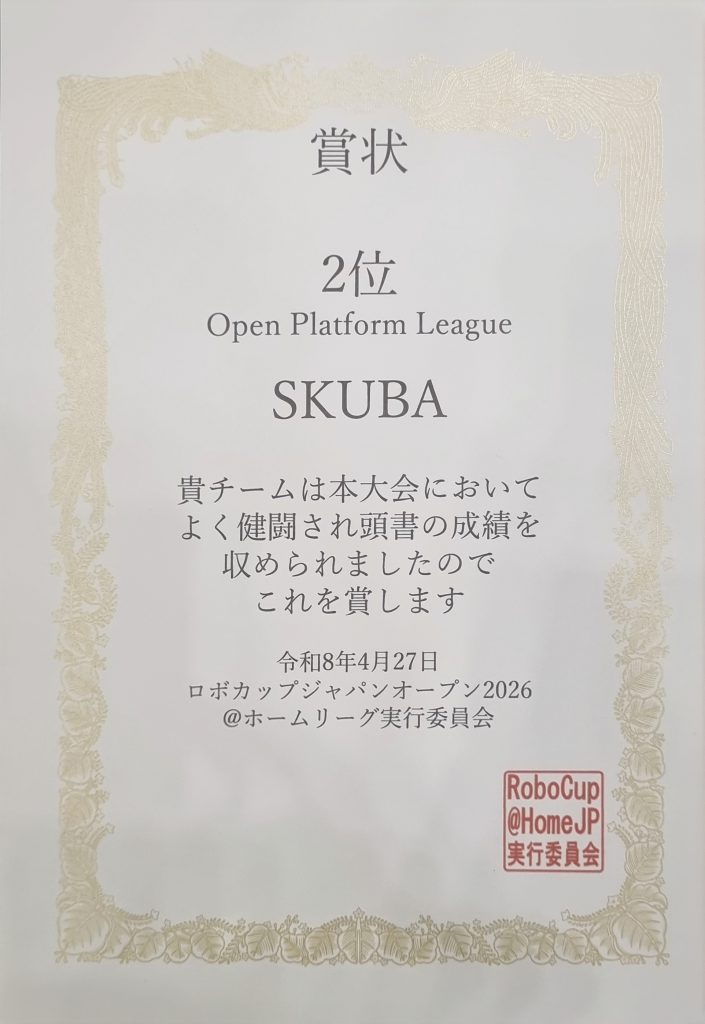 賞状
2位
Open Platform League
SKUBA
貴チームは本大会において
よく健闘され頭書の成績を
収められましたので
これを賞します
令和8年4月27日
ロボカップジャパンオープン2026
@ホームリーグ実行委員会
RoboCup
@HomeJP
実行委員会